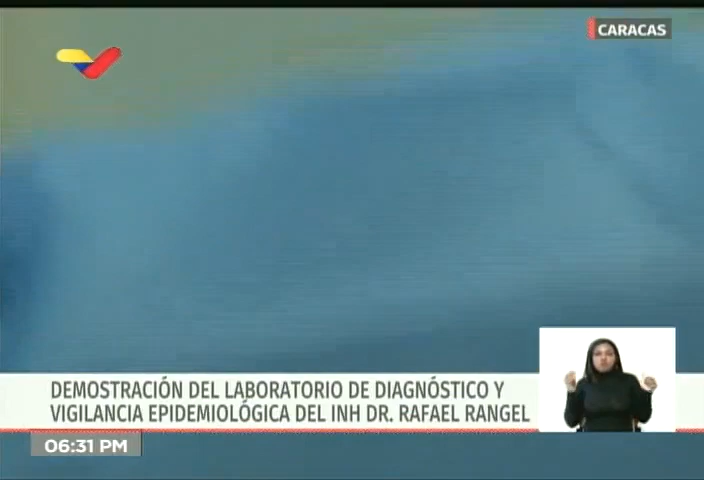 CARACAS
DEMOSTRACIÓN DEL LABORATORIO DE DIAGNÓSTICO Y
VIGILANCIA EPIDEMIOLÓGICA DEL INH DR. RAFAEL RANGEL
06:31 PM